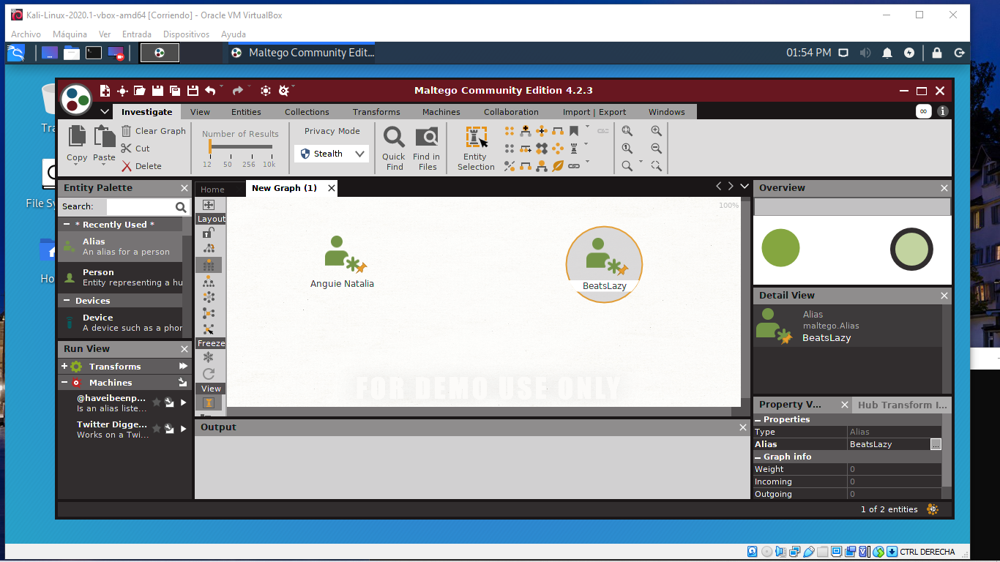 Kali-Linux-2020.1-vbox-amd64 [Corriendo] - Oracle VM VirtualBox
Archivo Máquina Ver Entrada Dispositivos Ayuda
Maltego Community Edit... 01:54 PM
Maltego Community Edition 4.2.3
Investigate View Entities Collections Transforms Machines Collaboration Import | Export Windows
Copy
Paste
Clear Graph
Cut
Delete
Number of Results
12 50 256 10k
Privacy Mode
Stealth
Quick
Find
Find in
Files
Entity
Selection
Tra
File Sy
Ho
Entity Palette
Search:
* Recently Used *
Alias
An alias for a person
Person
Entity representing a hu
Devices
Device
A device such as a phor
Run View
Transforms
Machines
@haveibeenp...
Is an alias liste...
Twitter Digge...
Works on a Twi...
Home New Graph (1)
Layout
Freeze
View
100%
Anguie Natalia
BeatsLazy
FOR DEMO USE ONLY
Output
Overview
Detail View
Alias
maltego.Alias
BeatsLazy
Property V... Hub Transform I...
Properties
Type Alias
Alias BeatsLazy
...
Graph info
Weight 0
Incoming 0
Outgoing 0
1 of 2 entities
CTRL DERECHA